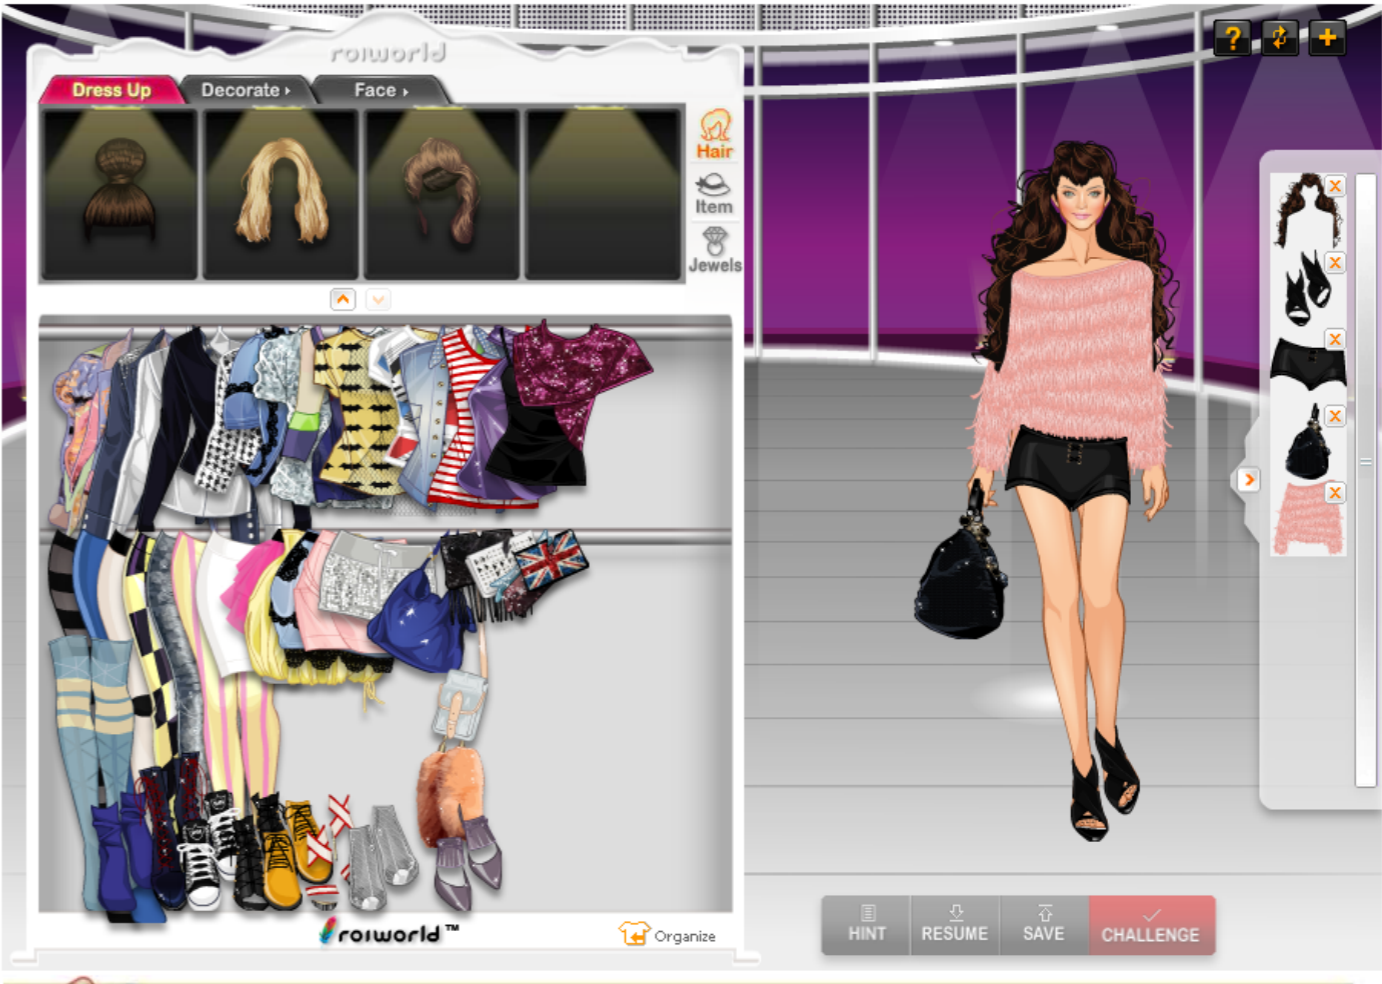 roiworld
Dress Up
Decorate
Face
Hair
Item
Jewels
roiworld™
Organize
HINT
RESUME
SAVE
CHALLENGE
?